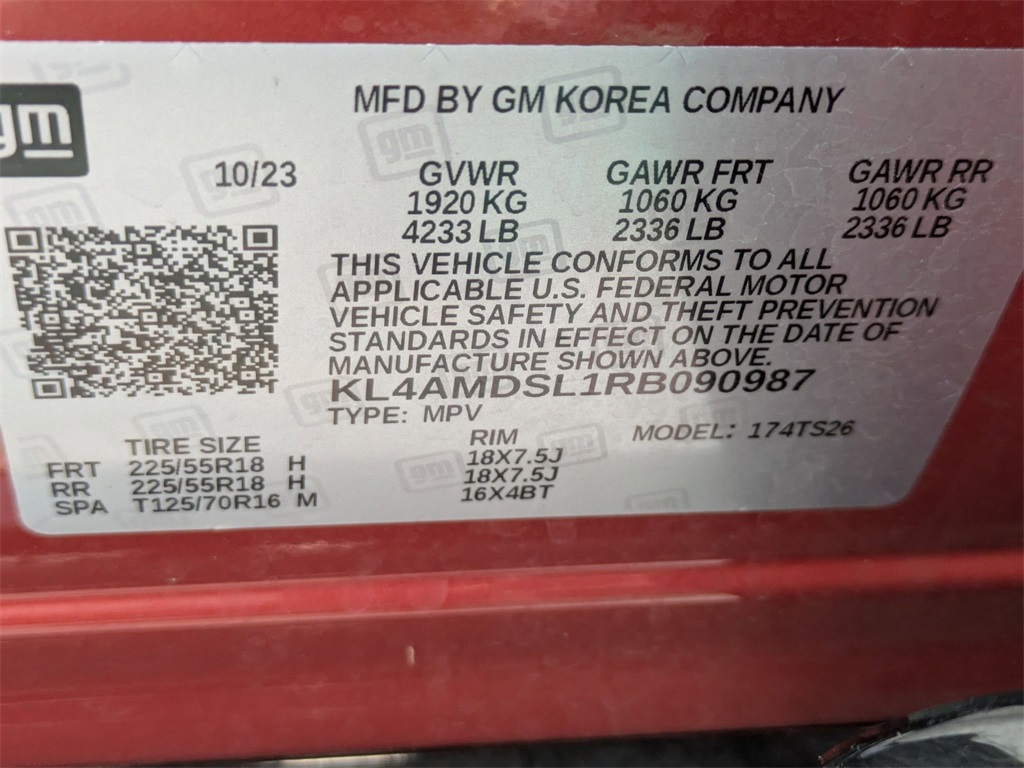 gm
MFD BY GM KOREA COMPANY
10/23 GVWR GAWR FRT GAWR RR
1920 KG 1060 KG 1060 KG
4233 LB 2336 LB 2336 LB
THIS VEHICLE CONFORMS TO ALL
APPLICABLE U.S. FEDERAL MOTOR
VEHICLE SAFETY AND THEFT PREVENTION
STANDARDS IN EFFECT ON THE DATE OF
MANUFACTURE SHOWN ABOVE.
KL4AMDSL1RB090987
TYPE: MPV
TIRE SIZE RIM MODEL: 174TS26
FRT 225/55R18 H 18X7.5J
RR 225/55R18 H 18X7.5J
SPA T125/70R16 M 16X4BT